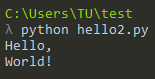 C:\Users\TU\test
λ python hello2.py
Hello,
World!